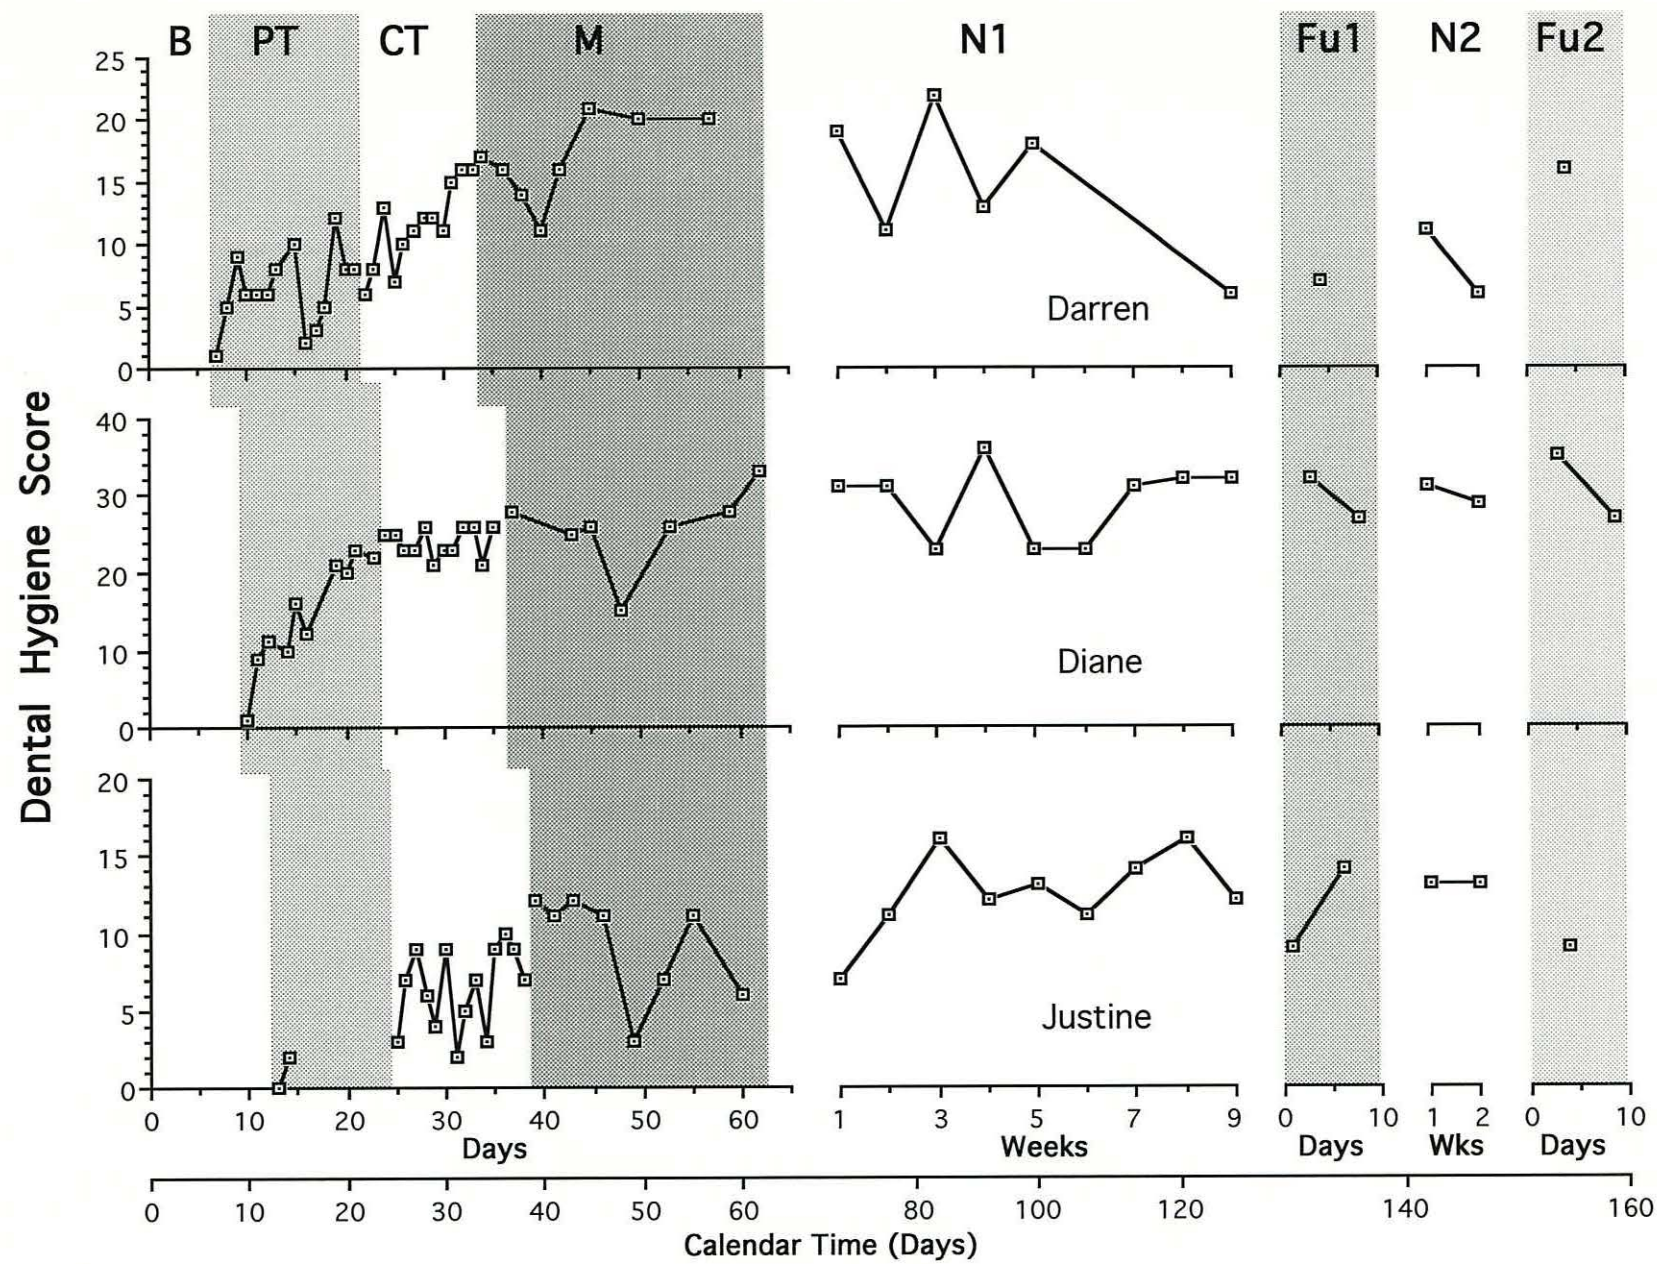 B PT CT M N1 Fu1 N2 Fu2
25
20
15
10
5
0
Darren
40
30
20
10
0
Diane
20
15
10
5
0
Justine
Dental Hygiene Score
0 10 20 30 40 50 60 1 3 5 7 9 0 10 1 2 0 10
Days Weeks Days Wks Days
0 10 20 30 40 50 60 80 100 120 140 160
Calendar Time (Days)